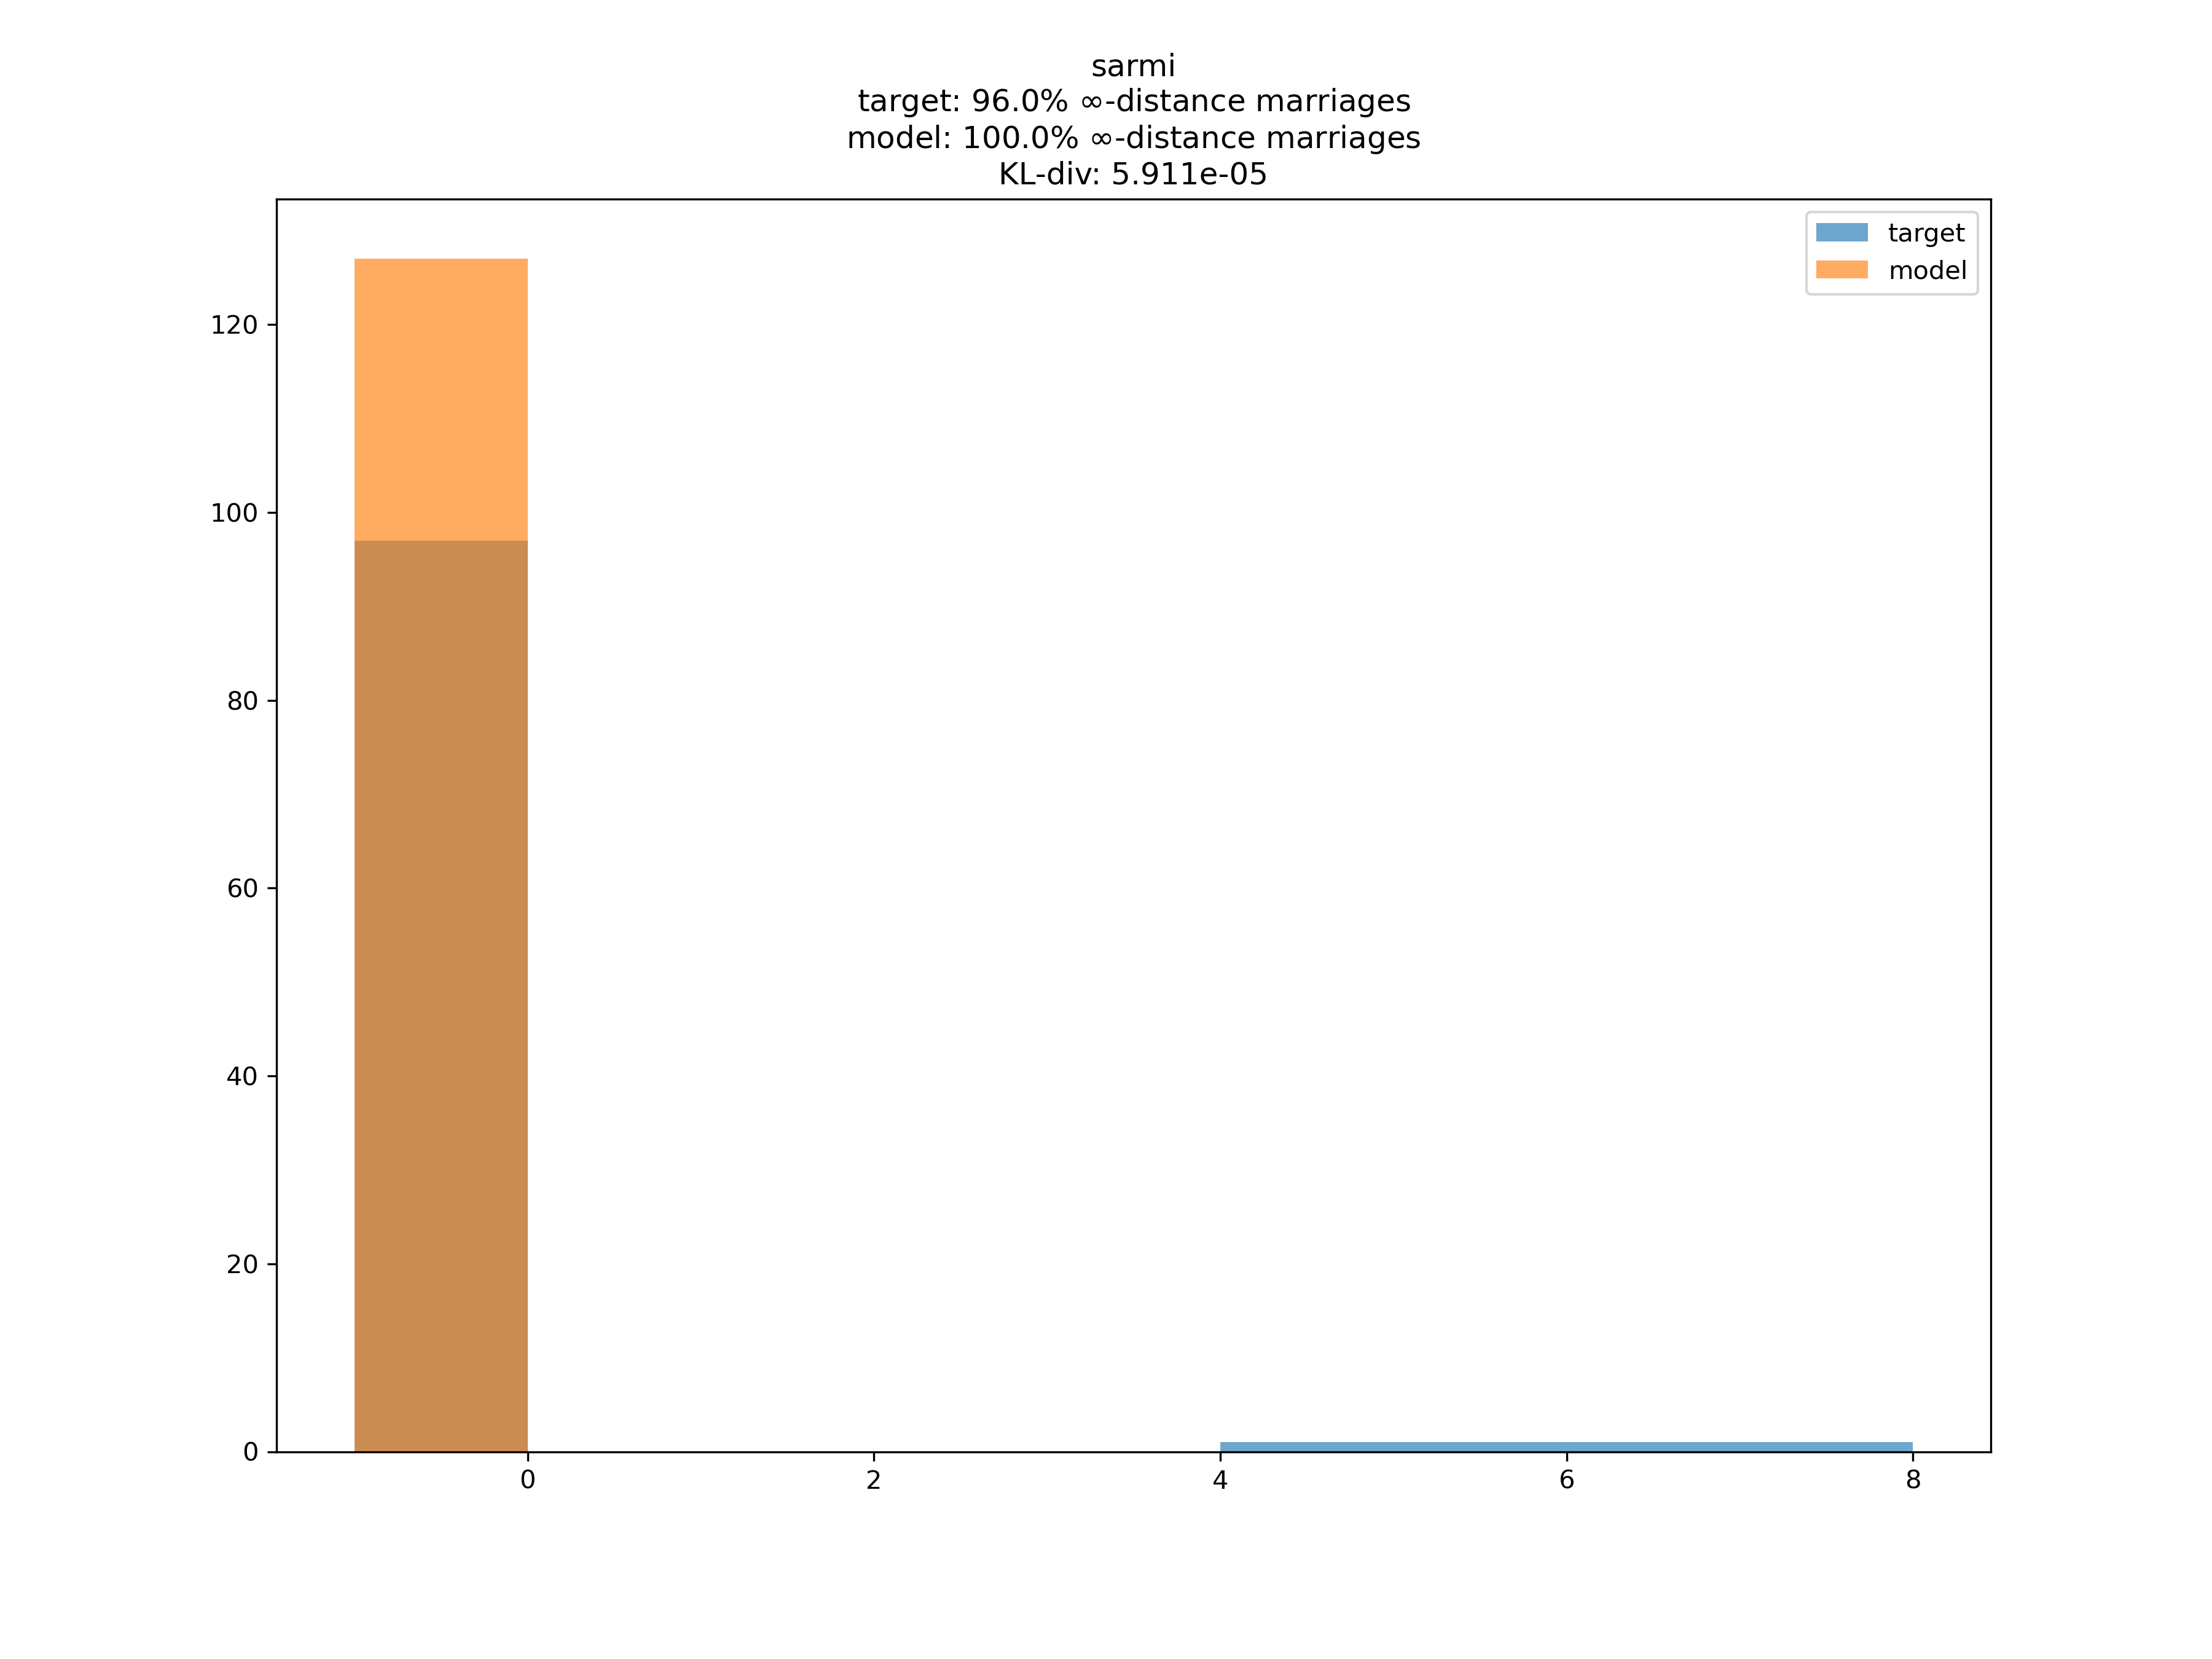 sarmi
target: 96.0% ∞-distance marriages
model: 100.0% ∞-distance marriages
KL-div: 5.911e-05
target
model
120
100
80
60
40
20
0
0 2 4 6 8